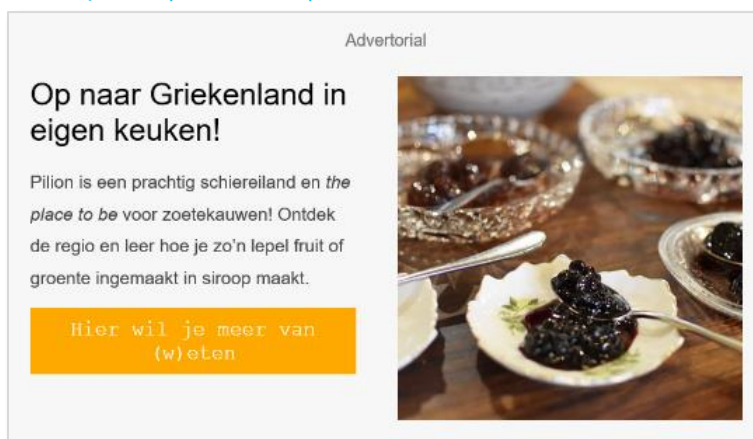 Advertorial
Op naar Griekenland in
eigen keuken!
Pilion is een prachtig schiereiland en the
place to be voor zoetekauwen! Ontdek
de regio en leer hoe je zo'n lepel fruit of
groente ingemaakt in siroop maakt.
Hier wil je meer van
(w)eten